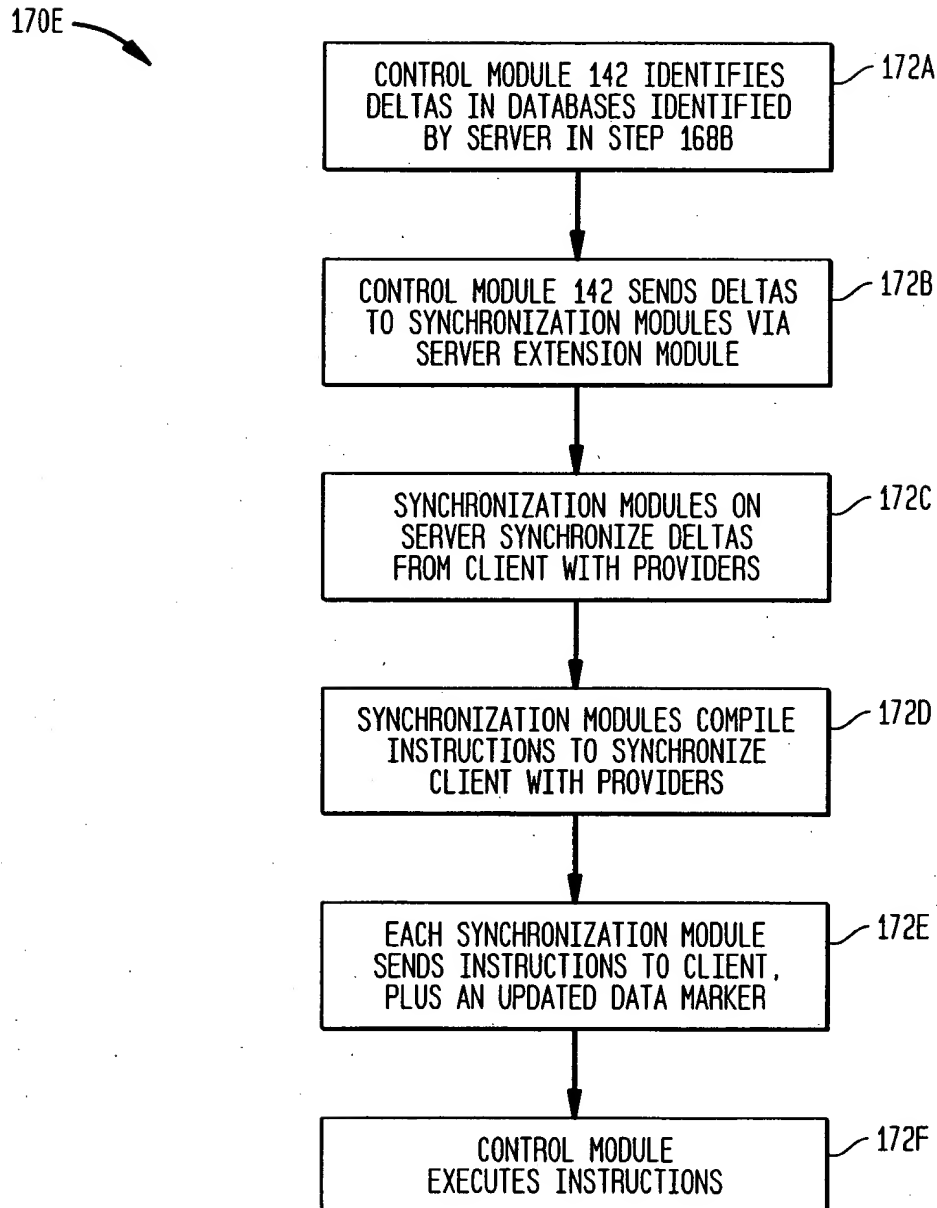 170E
CONTROL MODULE 142 IDENTIFIES
DELTAS IN DATABASES IDENTIFIED
BY SERVER IN STEP 168B
172A
CONTROL MODULE 142 SENDS DELTAS
TO SYNCHRONIZATION MODULES VIA
SERVER EXTENSION MODULE
172B
SYNCHRONIZATION MODULES ON
SERVER SYNCHRONIZE DELTAS
FROM CLIENT WITH PROVIDERS
172C
SYNCHRONIZATION MODULES COMPILE
INSTRUCTIONS TO SYNCHRONIZE
CLIENT WITH PROVIDERS
172D
EACH SYNCHRONIZATION MODULE
SENDS INSTRUCTIONS TO CLIENT,
PLUS AN UPDATED DATA MARKER
172E
CONTROL MODULE
EXECUTES INSTRUCTIONS
172F